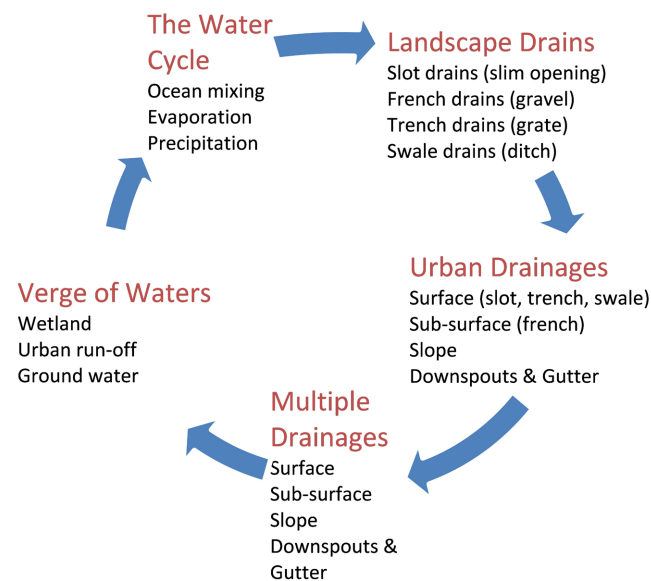 The Water
Cycle
Ocean mixing
Evaporation
Precipitation
Landscape Drains
Slot drains (slim opening)
French drains (gravel)
Trench drains (grate)
Swale drains (ditch)
Urban Drainages
Surface (slot, trench, swale)
Sub-surface (french)
Slope
Downspouts & Gutter
Multiple
Drainages
Surface
Sub-surface
Slope
Downspouts &
Gutter
Verge of Waters
Wetland
Urban run-off
Ground water